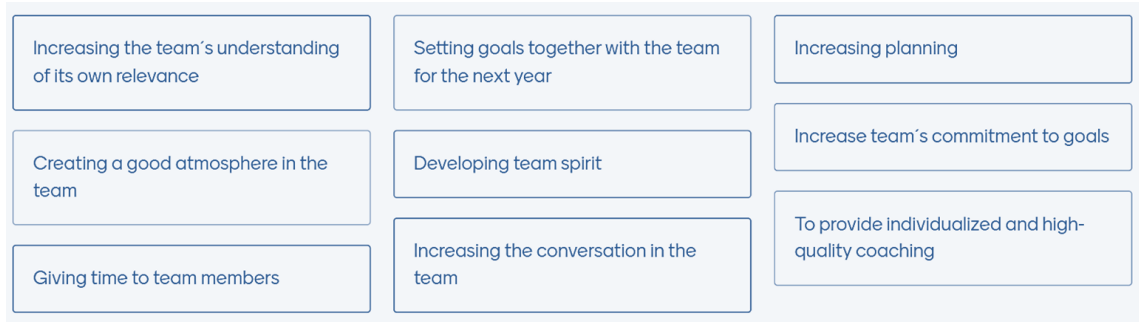 Increasing the team´s understanding
of its own relevance
Creating a good atmosphere in the
team
Giving time to team members
Setting goals together with the team
for the next year
Developing team spirit
Increasing the conversation in the
team
Increasing planning
Increase team´s commitment to goals
To provide individualized and high-
quality coaching